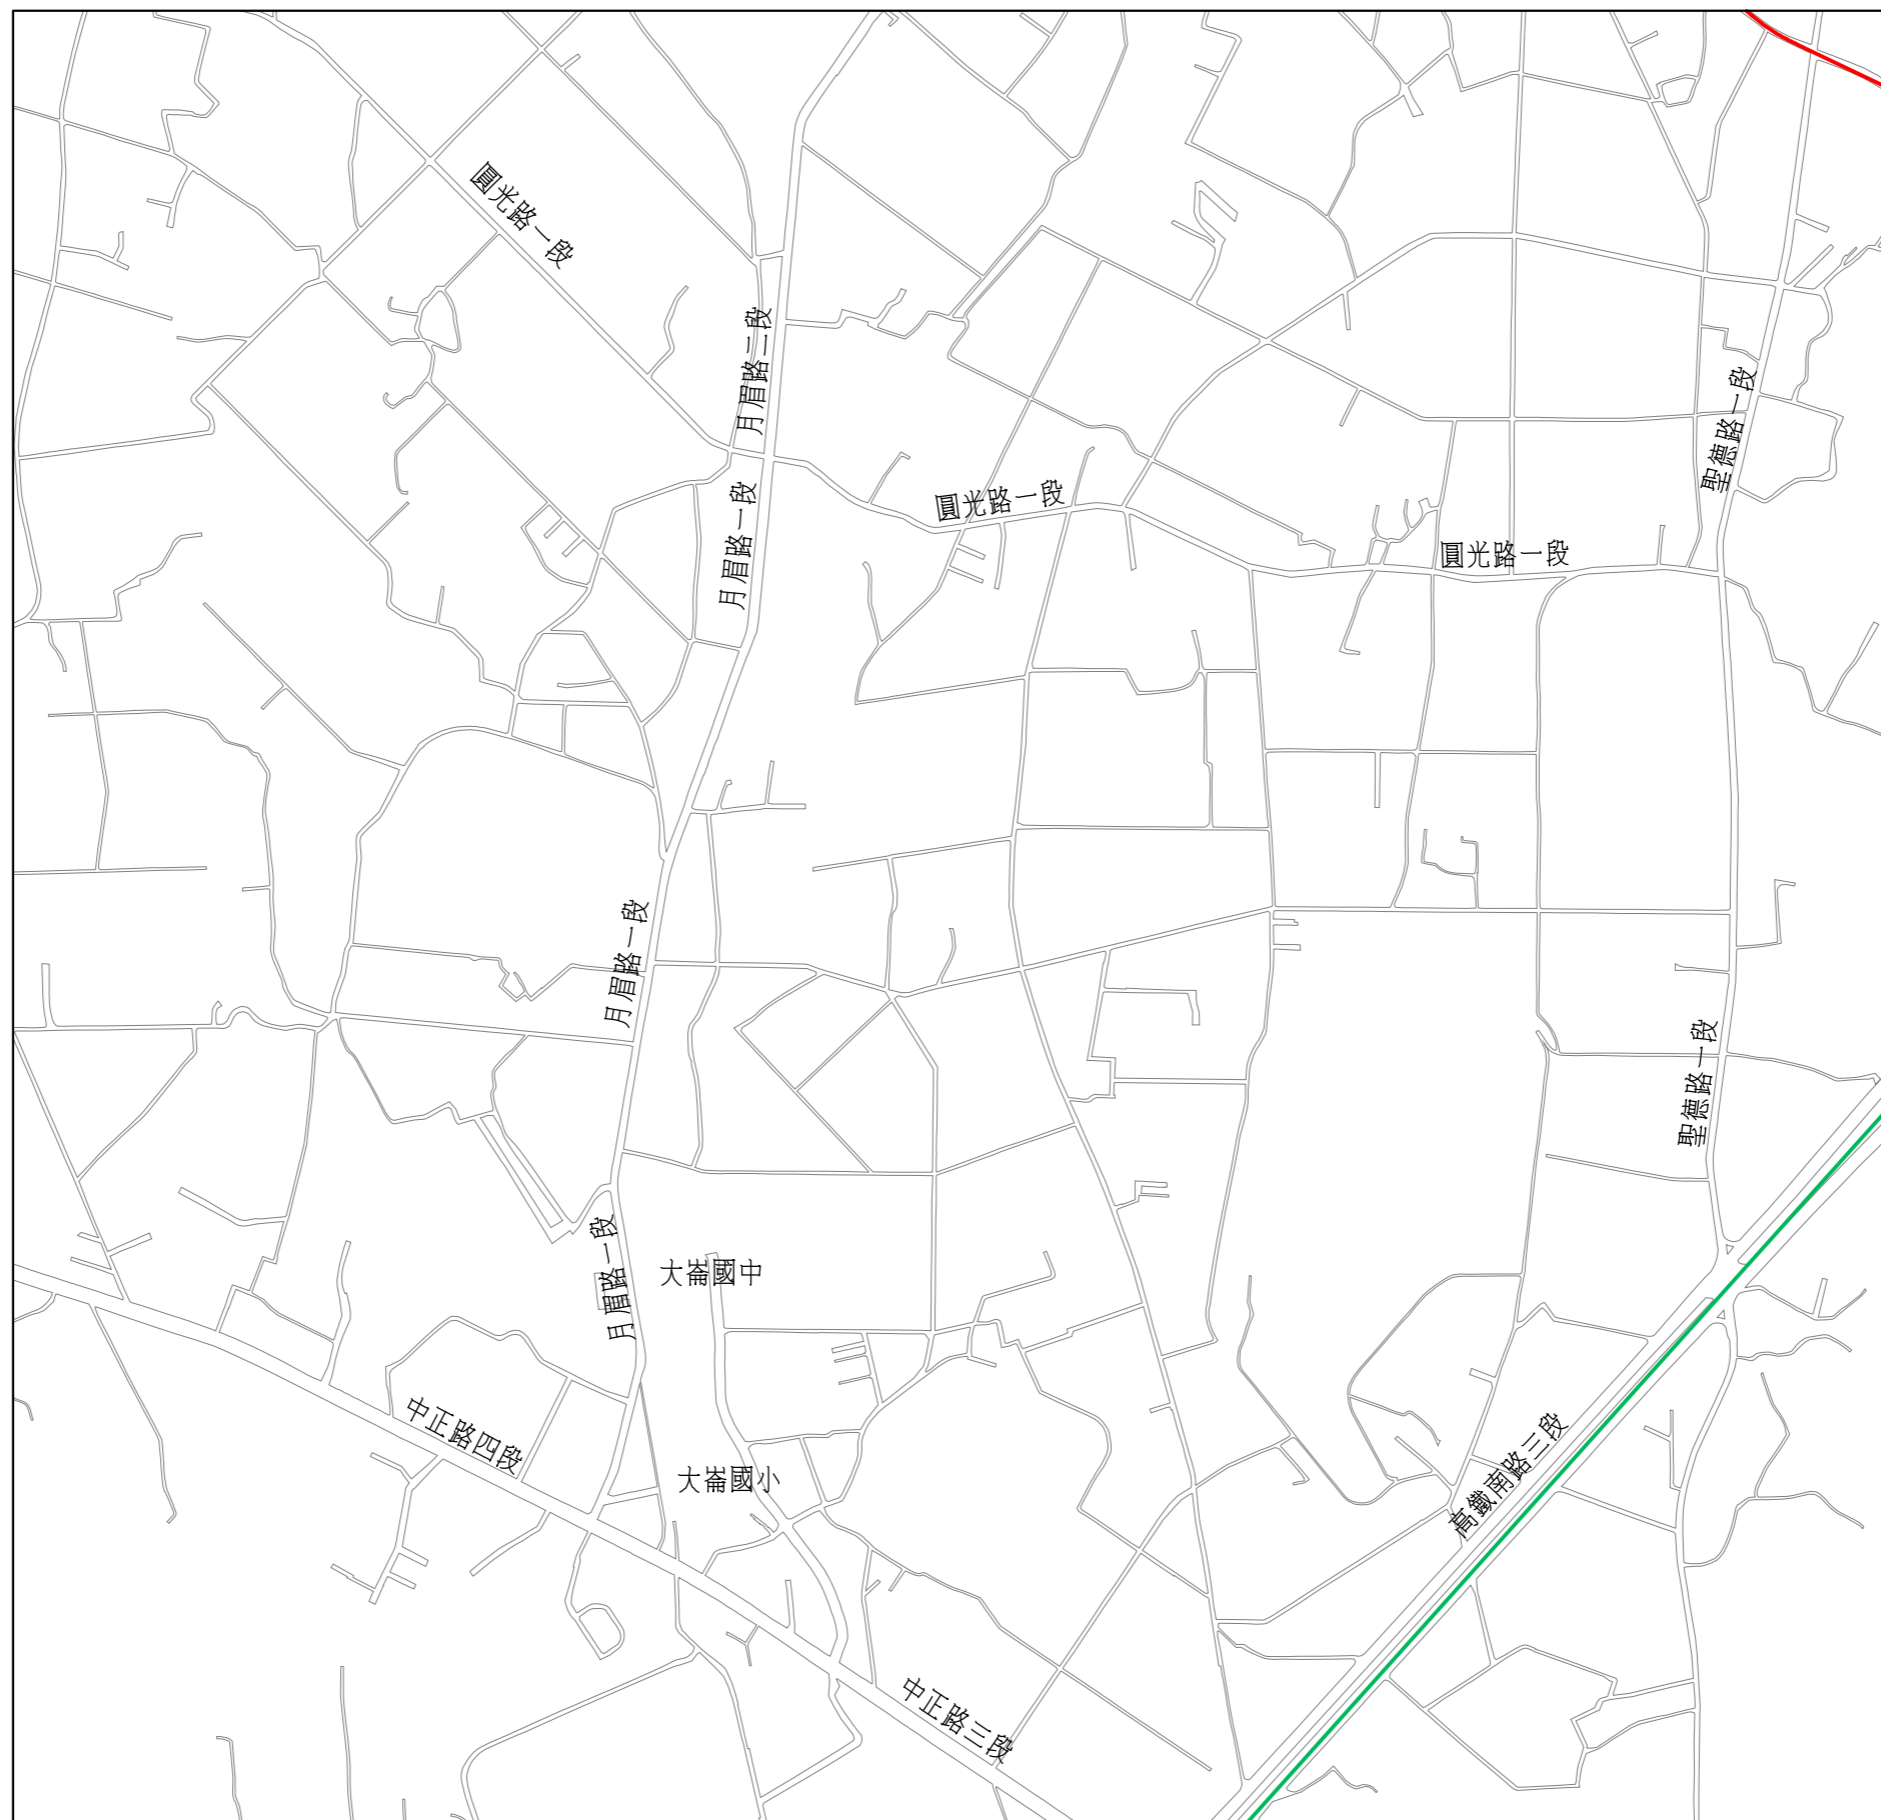 圓光路一段
月眉路二段
聖德路一段
月眉路一段
圓光路一段
圓光路一段
月眉路一段
聖德路一段
月眉路一段
大崙國中
中正路四段
大崙國小
高鐵南路三段
中正路三段